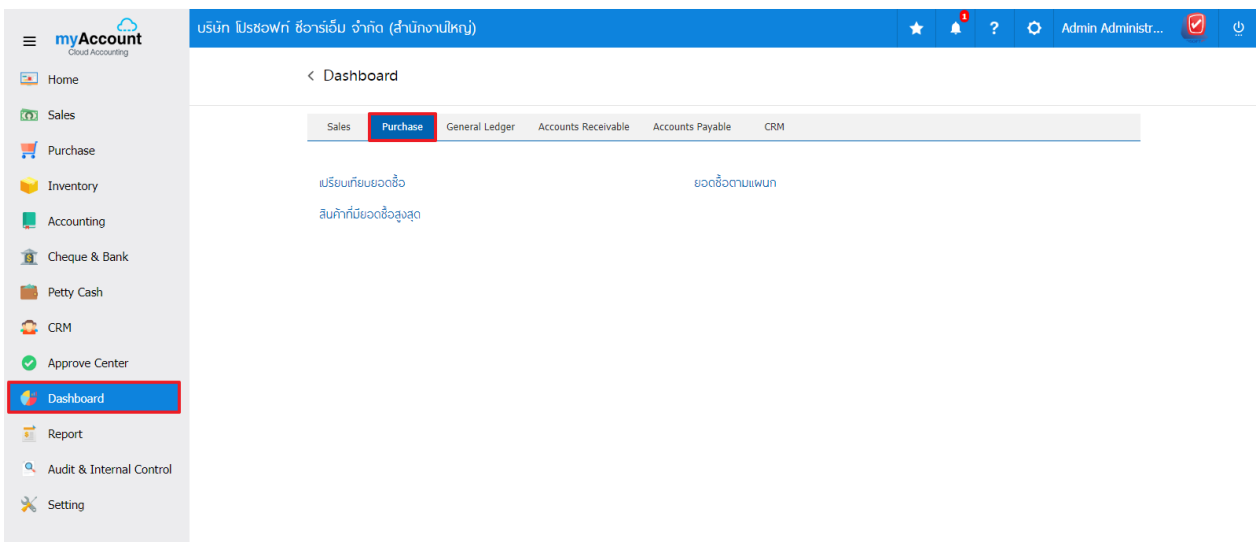 myAccount
Cloud Accounting
บริษัท โปรซอฟท์ ซีอาร์เอ็ม จำกัด (สำนักงานใหญ่)
1
?
Admin Administr...
Home
Sales
Purchase
Inventory
Accounting
Cheque & Bank
Petty Cash
CRM
Approve Center
Dashboard
Report
Audit & Internal Control
Setting
< Dashboard
Sales Purchase General Ledger Accounts Receivable Accounts Payable CRM
เปรียบเทียบยอดซื้อ ยอดซื้อตามแผนก
สินค้าที่มียอดซื้อสูงสุด